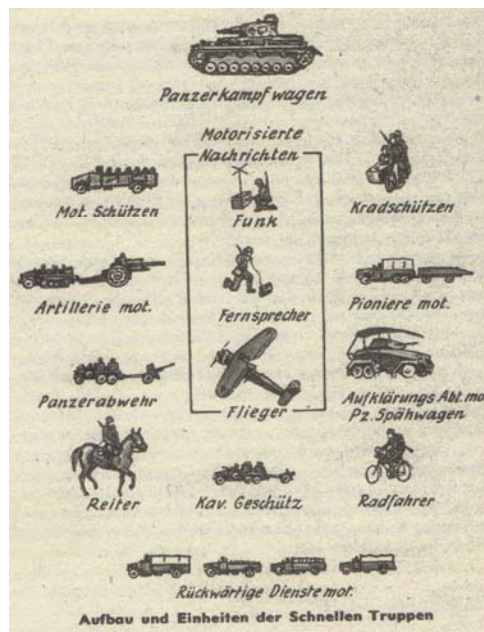 Panzerkampfwagen
Motorisierte
Nachrichten
Mot. Schützen
Funk
Kradschützen
Artillerie mot.
Fernsprecher
Pioniere mot.
Panzerabwehr
Flieger
Aufklärungs Abt. mo
Pz. Spähwagen
Reiter
Kav. Geschütz
Radfahrer
Rückwärtige Dienste mot.
Aufbau und Einheiten der Schnellen Truppen